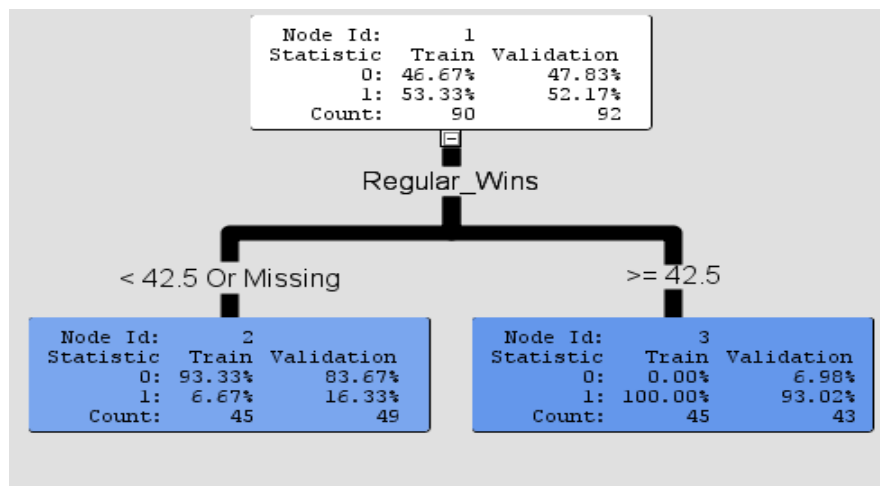 Node Id: 1
Statistic Train Validation
0: 46.67% 47.83%
1: 53.33% 52.17%
Count: 90 92
Regular_Wins
< 42.5 Or Missing
>= 42.5
Node Id: 2
Statistic Train Validation
0: 93.33% 83.67%
1: 6.67% 16.33%
Count: 45 49
Node Id: 3
Statistic Train Validation
0: 0.00% 6.98%
1: 100.00% 93.02%
Count: 45 43